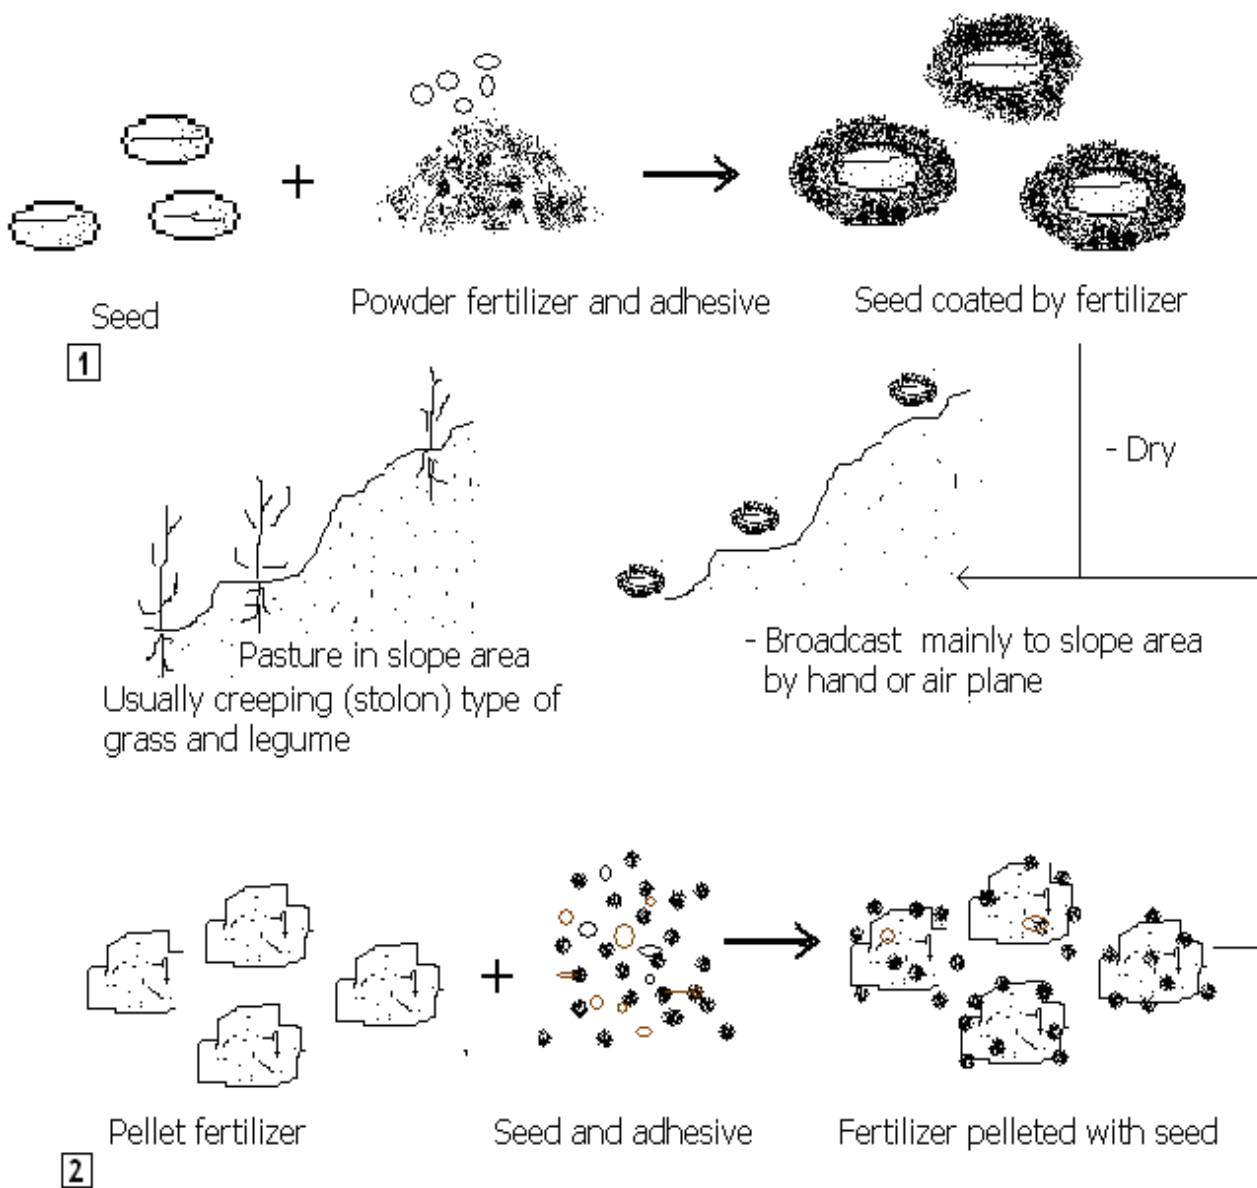 Seed
Powder fertilizer and adhesive
Seed coated by fertilizer
1
- Dry
- Broadcast mainly to slope area
by hand or air plane
Pasture in slope area
Usually creeping (stolon) type of
grass and legume
Pellet fertilizer
Seed and adhesive
Fertilizer pelleted with seed
2